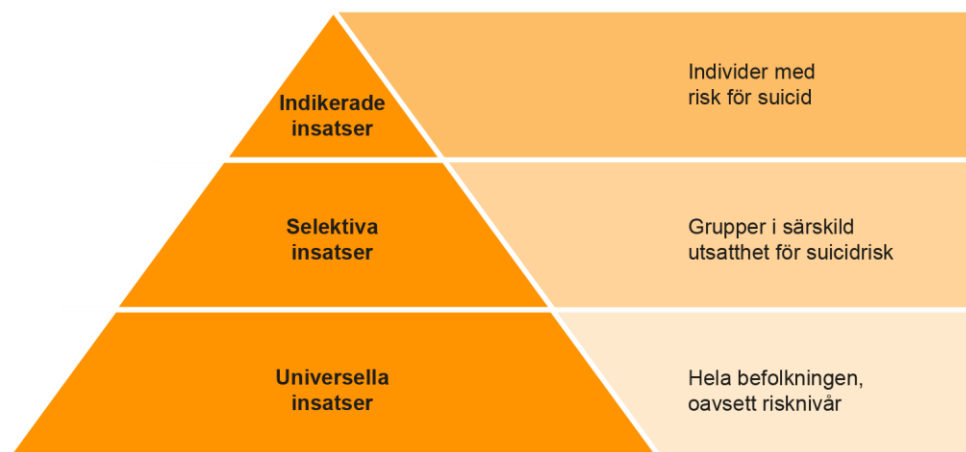 Indikerade
insatser
Individer med
risk för suicid
Selektiva
insatser
Grupper i särskild
utsatthet för suicidrisk
Universella
insatser
Hela befolkningen,
oavsett risknivår